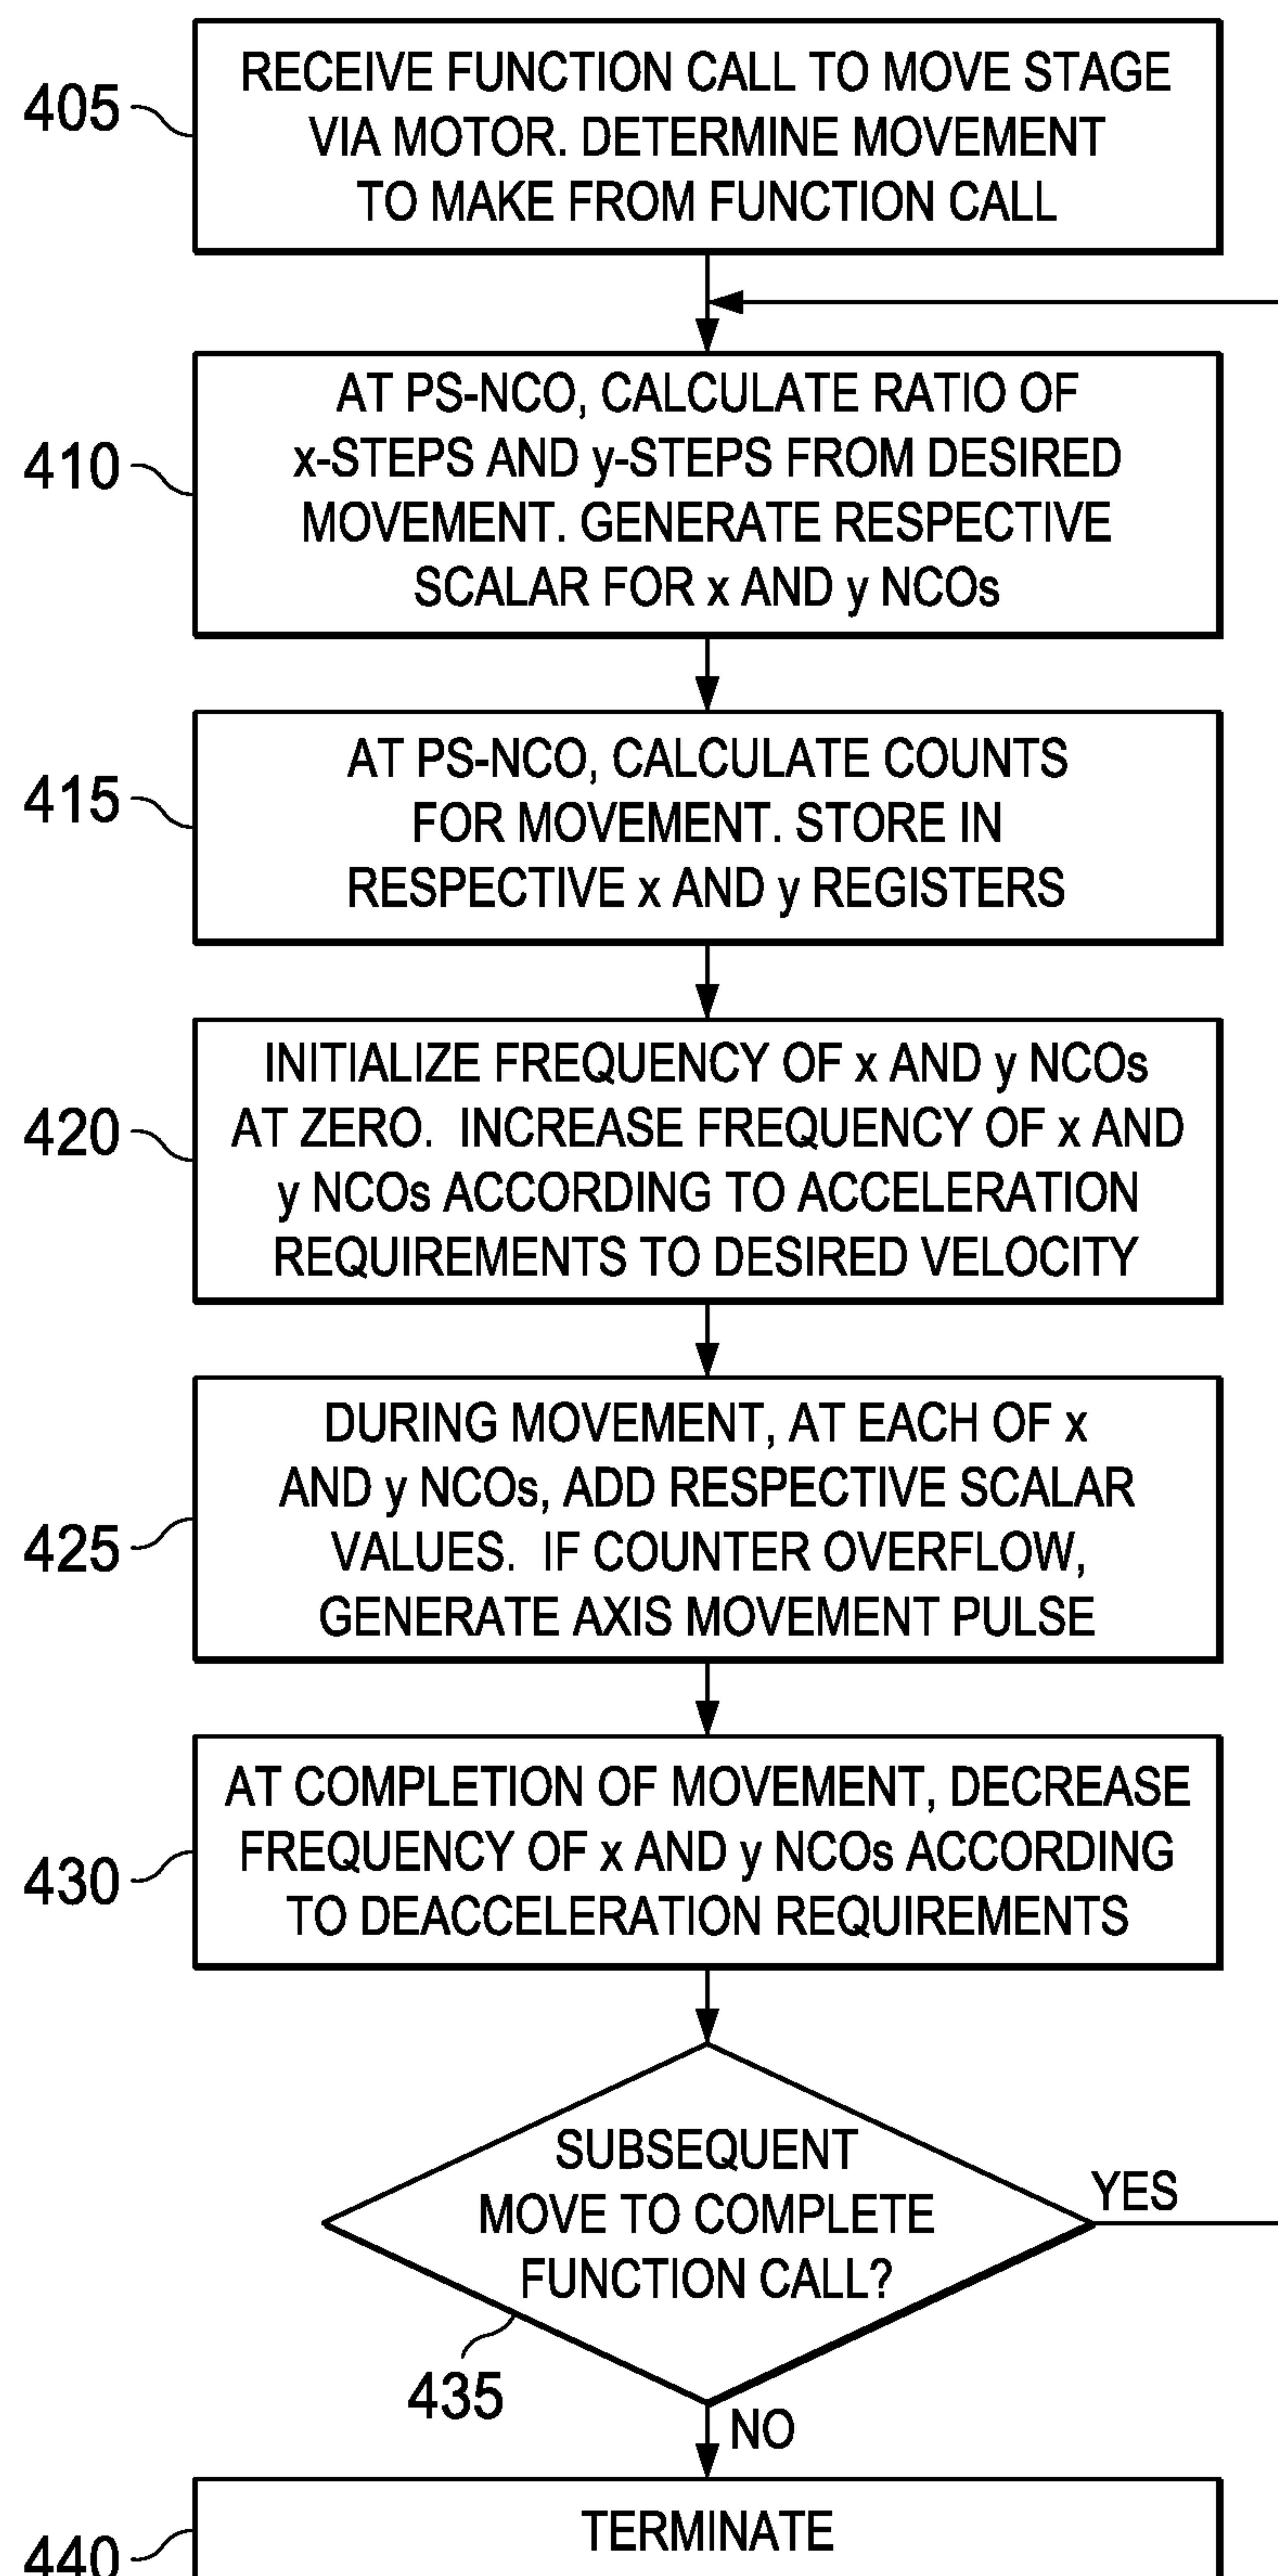 RECEIVE FUNCTION CALL TO MOVE STAGE
VIA MOTOR. DETERMINE MOVEMENT
TO MAKE FROM FUNCTION CALL
405
AT PS-NCO, CALCULATE RATIO OF
x-STEPS AND y-STEPS FROM DESIRED
MOVEMENT. GENERATE RESPECTIVE
SCALAR FOR x AND y NCOs
410
AT PS-NCO, CALCULATE COUNTS
FOR MOVEMENT. STORE IN
RESPECTIVE x AND y REGISTERS
415
INITIALIZE FREQUENCY OF x AND y NCOs
AT ZERO.  INCREASE FREQUENCY OF x AND
y NCOs ACCORDING TO ACCELERATION
REQUIREMENTS TO DESIRED VELOCITY
420
DURING MOVEMENT, AT EACH OF x
AND y NCOs, ADD RESPECTIVE SCALAR
VALUES.  IF COUNTER OVERFLOW,
GENERATE AXIS MOVEMENT PULSE
425
AT COMPLETION OF MOVEMENT, DECREASE
FREQUENCY OF x AND y NCOs ACCORDING
TO DEACCELERATION REQUIREMENTS
430
SUBSEQUENT
MOVE TO COMPLETE
FUNCTION CALL?
YES
435
NO
TERMINATE
440